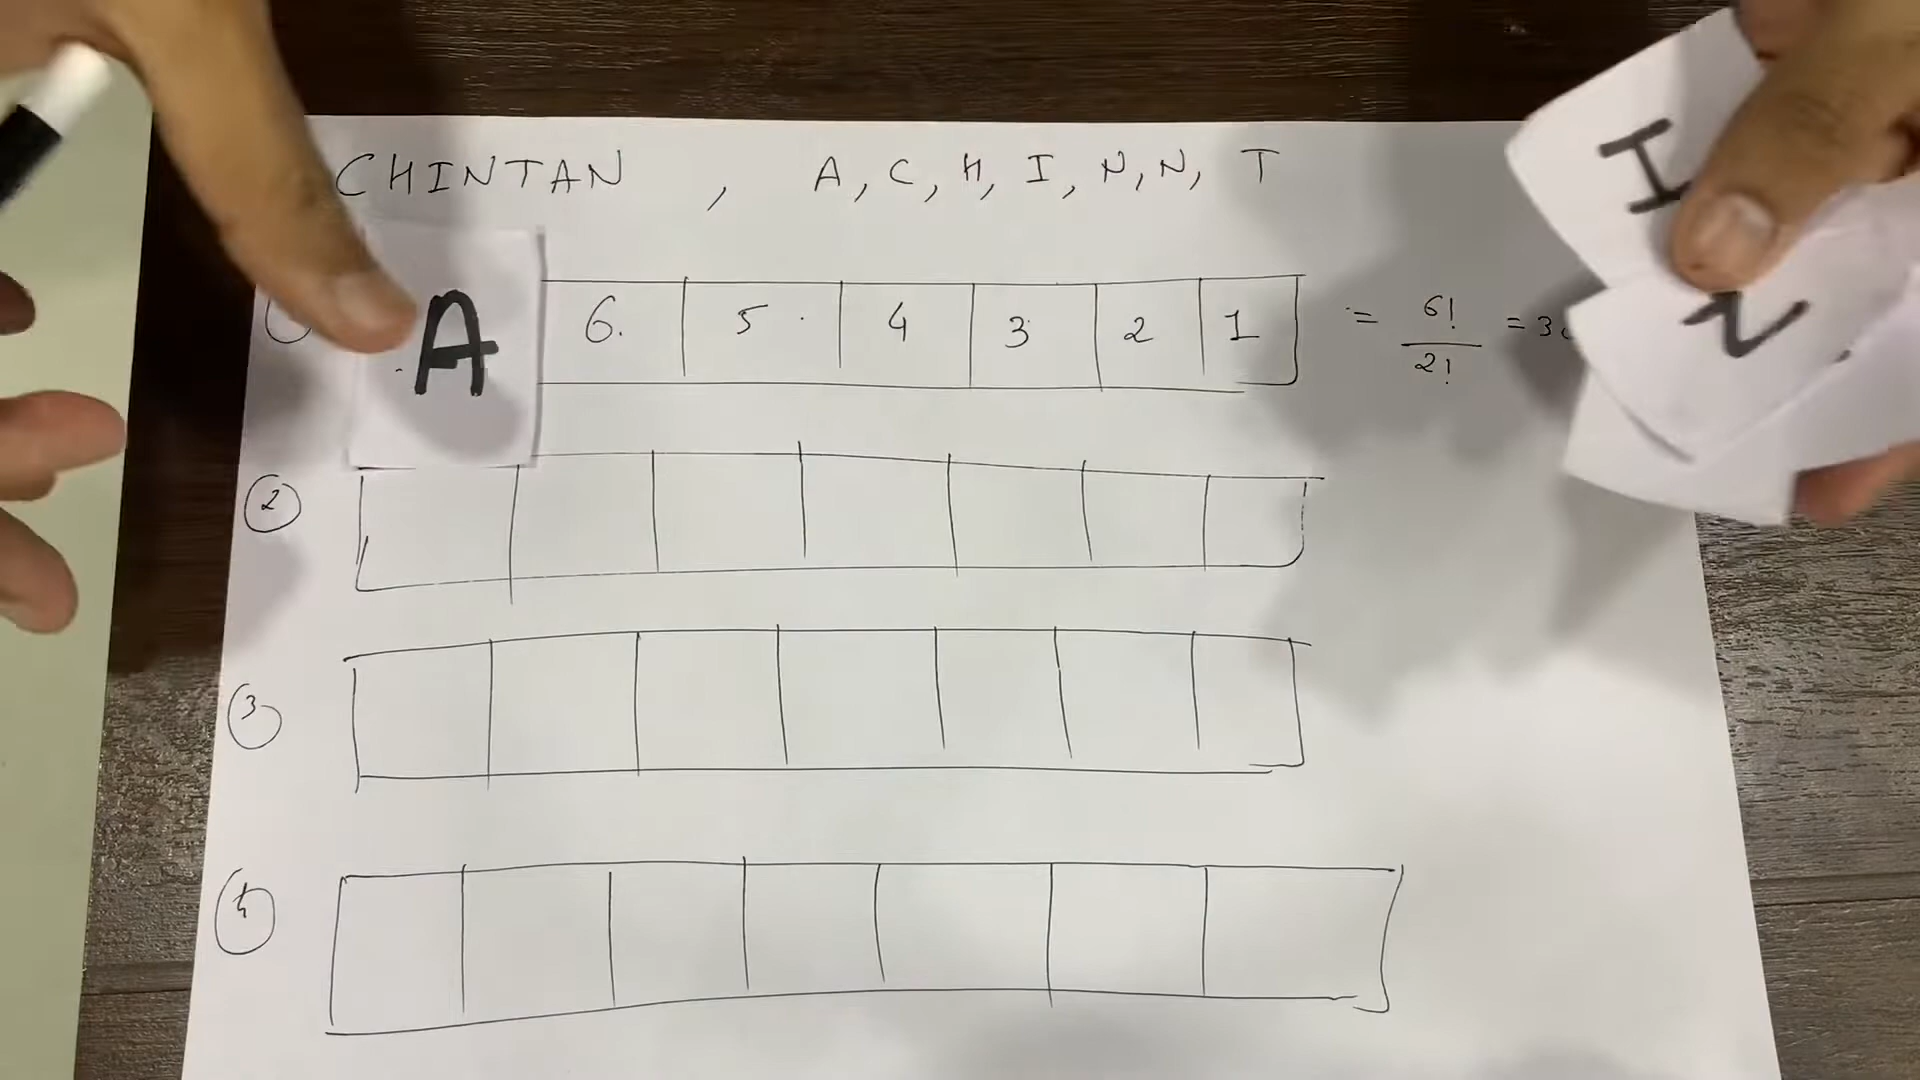 CHINTAN , A, C, H, I, N, N, T
A 6. 5 . 4 3 2 1 = 6! / 2! = 3
2
3
4
I
N